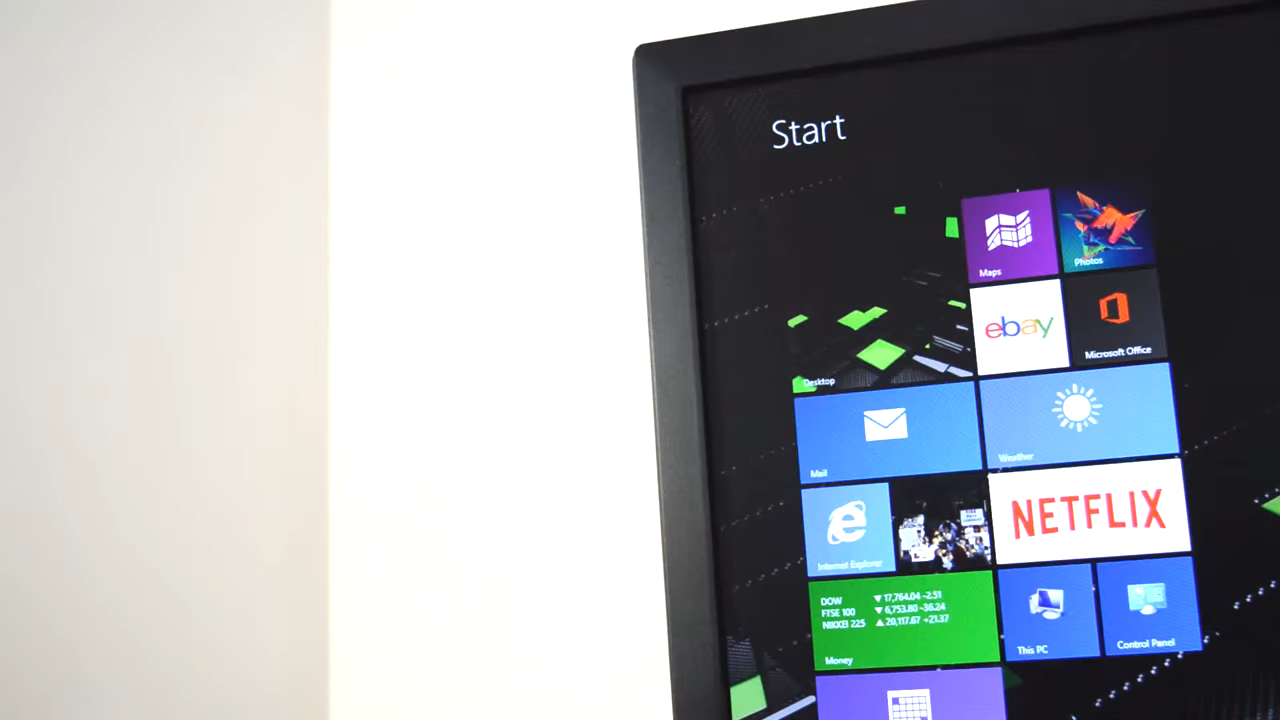 Start
Maps
Photos
ebay
Microsoft Office
Desktop
Mail
Weather
Internet Explorer
NETFLIX
DOW ▼ 17,764.04 -2.51
FTSE 100 ▼ 6,753.80 -36.24
NIKKEI 225 ▲ 20,117.67 +21.37
Money
This PC
Control Panel